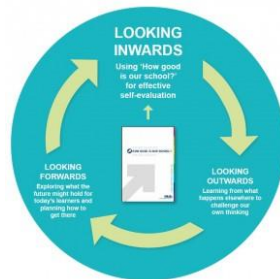 LOOKING
INWARDS
Using 'How good
is our school?'
for effective
self-evaluation
LOOKING
FORWARDS
Exploring what the
future might hold for
today's learners and
planning how to
get there
LOOKING
OUTWARDS
Learning from what
happens elsewhere to
challenge our
own thinking